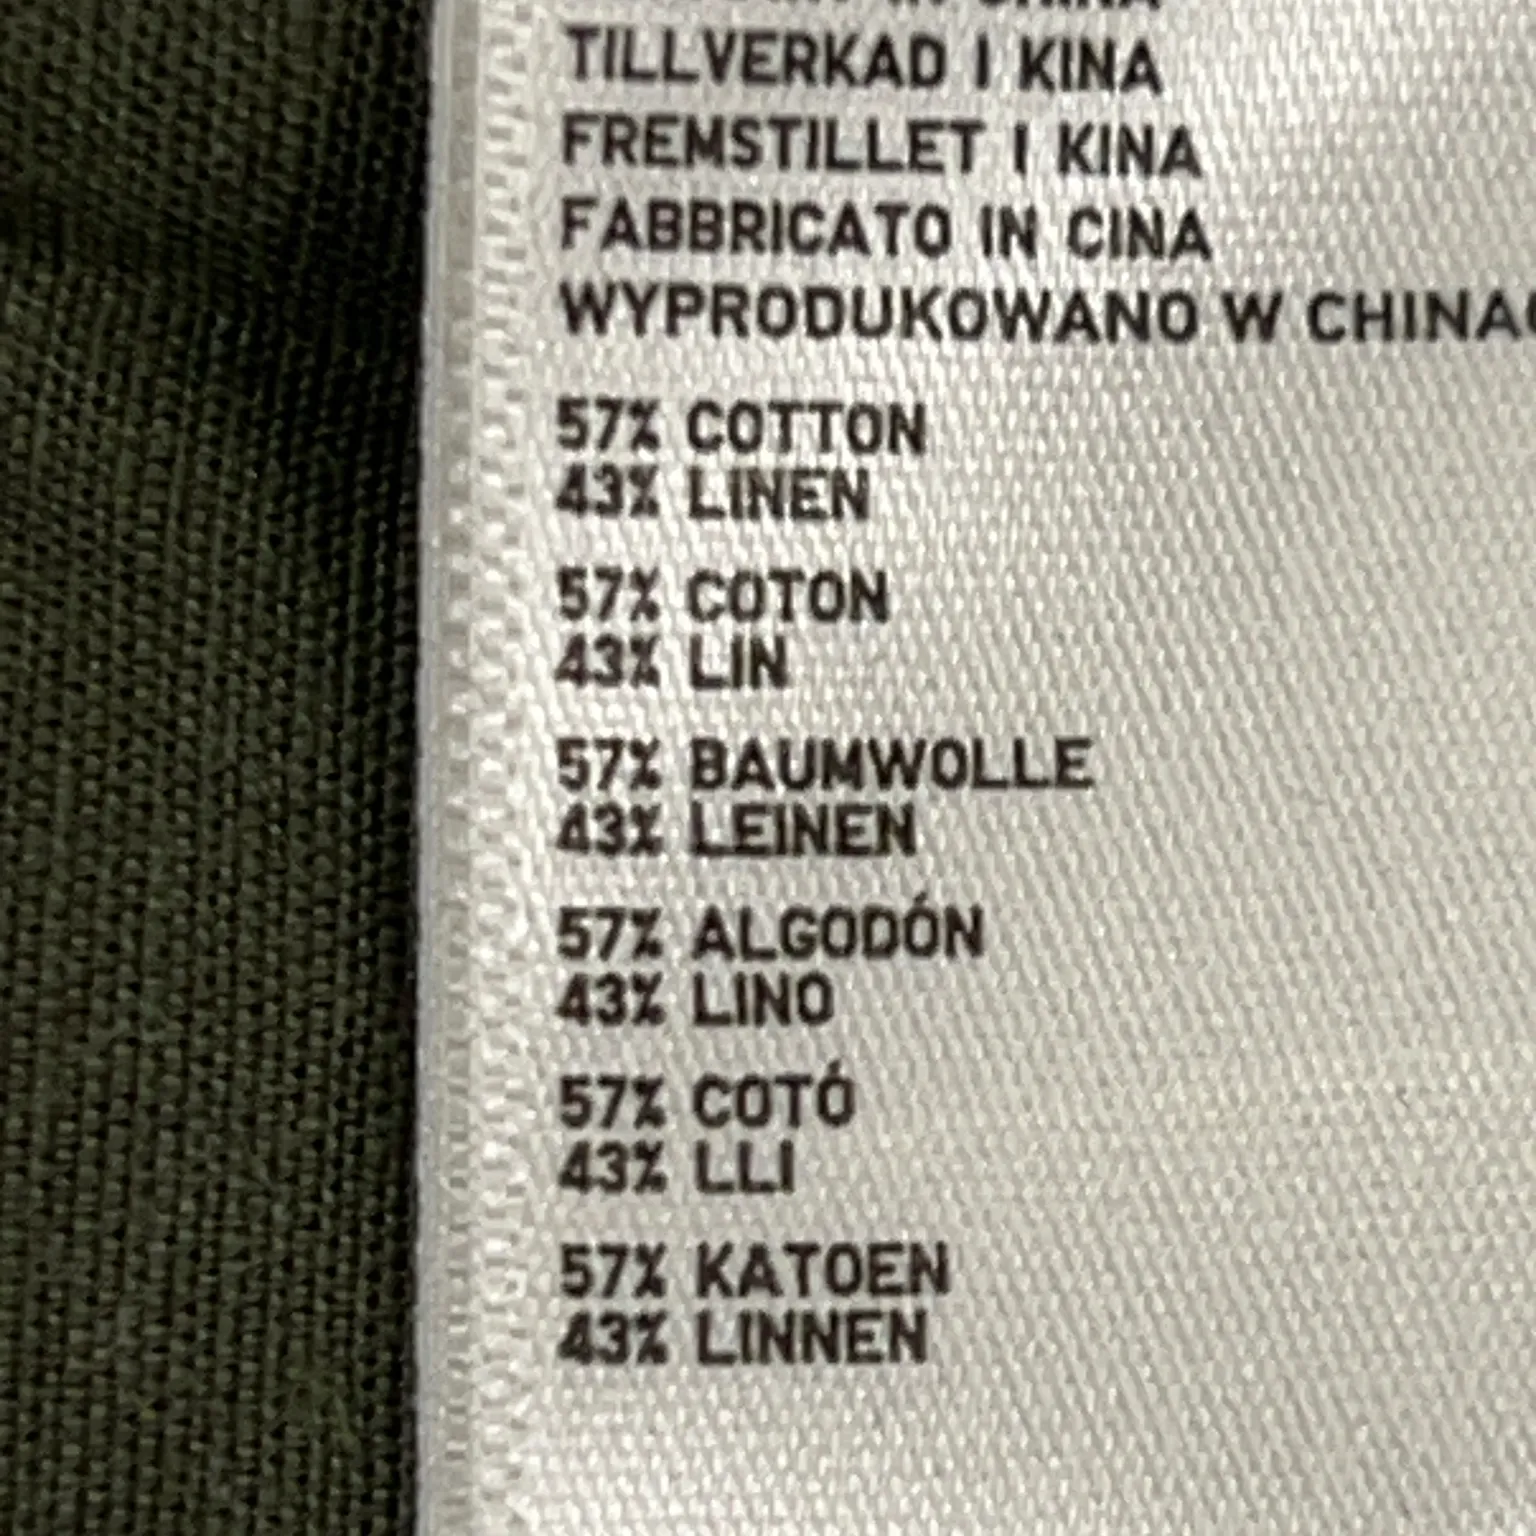 IN CHINA
TILLVERKAD I KINA
FREMSTILLET I KINA
FABBRICATO IN CINA
WYPRODUKOWANO W
57% COTTON
43% LINEN
57% COTON
43% LIN
57% BAUMWOLLE
43% LEINEN
57% ALGODÓN
43% LINO
57% COTÓ
43% LLI
57% KATOEN
43% LINNEN